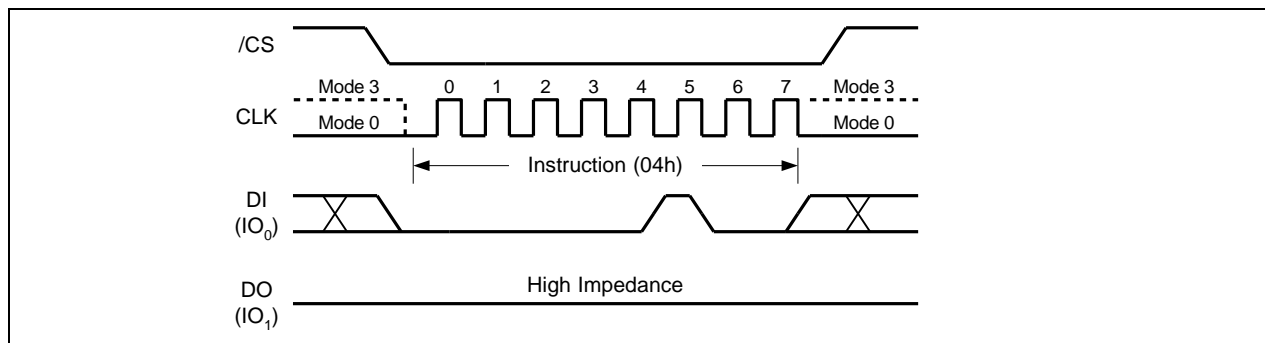 /CS
Mode 3 0 1 2 3 4 5 6 7 Mode 3
CLK
Mode 0 Mode 0
Instruction (04h)
DI
(IO₀)
High Impedance
DO
(IO₁)